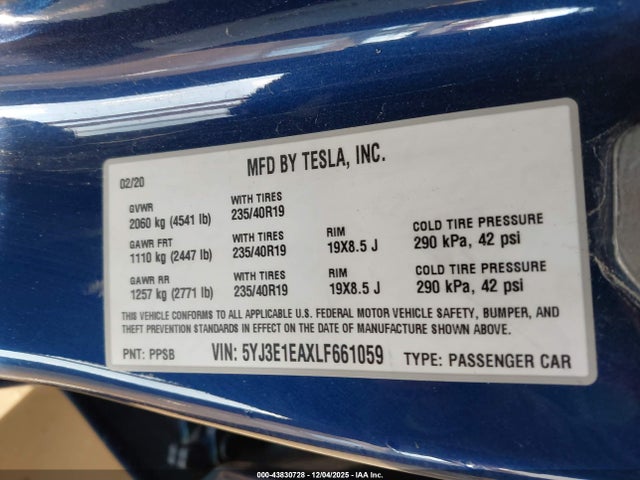 MFD BY TESLA, INC.
02/20
GVWR
2060 kg (4541 lb)
WITH TIRES
235/40R19
GAWR FRT
1110 kg (2447 lb)
WITH TIRES
235/40R19
RIM
19X8.5 J
COLD TIRE PRESSURE
290 kPa, 42 psi
GAWR RR
1257 kg (2771 lb)
WITH TIRES
235/40R19
RIM
19X8.5 J
COLD TIRE PRESSURE
290 kPa, 42 psi
THIS VEHICLE CONFORMS TO ALL APPLICABLE U.S. FEDERAL MOTOR VEHICLE SAFETY, BUMPER, AND
THEFT PREVENTION STANDARDS IN EFFECT ON THE DATE OF MANUFACTURE SHOWN ABOVE.
PNT: PPSB VIN: 5YJ3E1EAXLF661059 TYPE: PASSENGER CAR
000-43830728 - 12/04/2025 - IAA Inc.